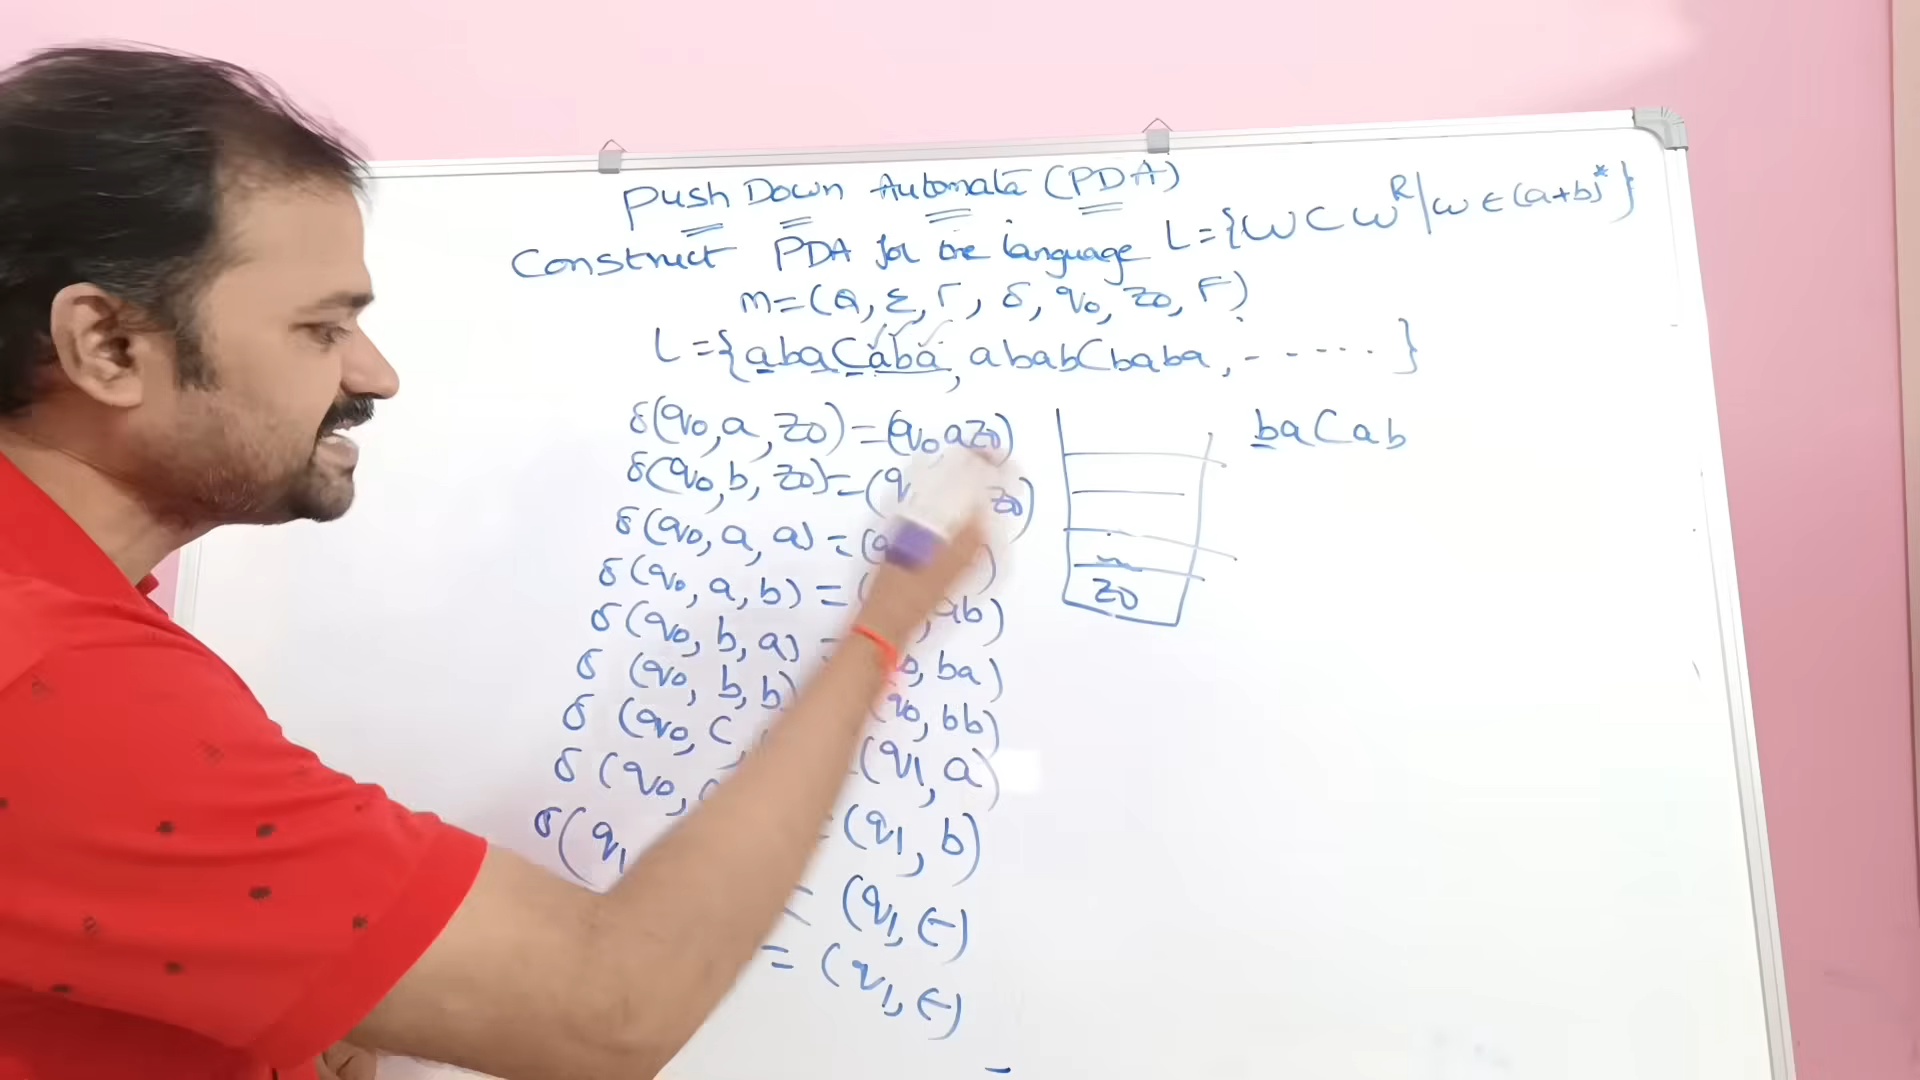 Push Down Automata (PDA)
Construct PDA for the language L={WCW^R/W∈(a+b)*}
M=(Q, Σ, Γ, δ, q0, Z0, F)
L={abaCaba, ababCbaba, - - ---- }
δ(q0, a, Z0)=(q0, aZ0)
δ(q0, b, Z0)=(q Z0)
δ(q0, a, a)=(q )
δ(q0, a, b)=( , ab)
δ(q0, b, a)= , ba)
δ(q0, b, b) (q0, bb)
δ(q0, C, (q1, a)
δ(q0, =(q1, b)
δ(q1 =(q1, ϵ)
=(q1, ϵ)
baCab
Z0